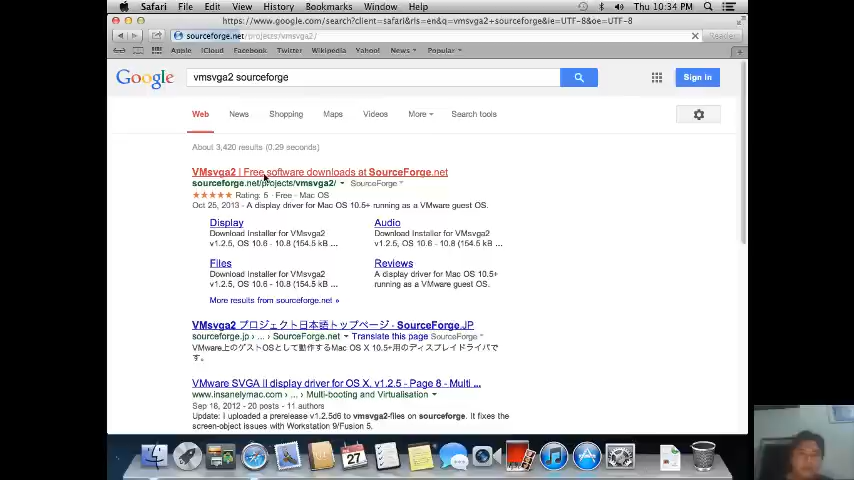 Safari File Edit View History Bookmarks Window Help Thu 10:34 PM
https://www.google.com/search?client=safari&rls=en&q=vmsvga2+sourceforge&ie=UTF-8&oe=UTF-8
sourceforge.net/projects/vmsvga2/ Reader
Apple iCloud Facebook Twitter Wikipedia Yahoo! News Popular
Google vmsvga2 sourceforge Sign in
Web News Shopping Maps Videos More Search tools
About 3,420 results (0.29 seconds)
VMsvga2 | Free software downloads at SourceForge.net
sourceforge.net/projects/vmsvga2/ SourceForge
★★★★★ Rating: 5 - Free - Mac OS
Oct 25, 2013 - A display driver for Mac OS 10.5+ running as a VMware guest OS.
Display Audio
Download Installer for VMsvga2 Download Installer for VMsvga2
v1.2.5, OS 10.6 - 10.8 (154.5 kB ... v1.2.5, OS 10.6 - 10.8 (154.5 kB ...
Files Reviews
Download Installer for VMsvga2 A display driver for Mac OS 10.5+
v1.2.5, OS 10.6 - 10.8 (154.5 kB ... running as a VMware guest OS.
More results from sourceforge.net »
VMsvga2 プロジェクト日本語トップページ - SourceForge.JP
sourceforge.jp › ... › SourceForge.net Translate this page SourceForge
VMware上のゲストOSとして動作するMac OS X 10.5+用のディスプレイドライバで
す。
VMware SVGA II display driver for OS X, v1.2.5 - Page 8 - Multi ...
www.insanelymac.com › ... › Multi-booting and Virtualisation
Sep 16, 2012 - 20 posts - 11 authors
Update: I uploaded a prerelease v1.2.5d6 to vmsvga2-files on sourceforge. It fixes the
screen-object issues with Workstation 9/Fusion 5.
27